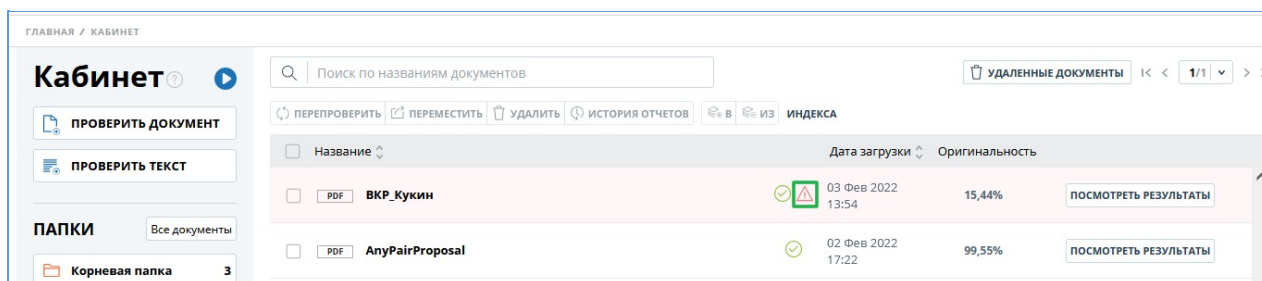 ГЛАВНАЯ / КАБИНЕТ
Кабинет
Поиск по названиям документов
УДАЛЕННЫЕ ДОКУМЕНТЫ
1/1
ПРОВЕРИТЬ ДОКУМЕНТ
ПЕРЕПРОВЕРИТЬ ПЕРЕМЕСТИТЬ УДАЛИТЬ ИСТОРИЯ ОТЧЕТОВ В ИЗ ИНДЕКСА
ПРОВЕРИТЬ ТЕКСТ
Название Дата загрузки Оригинальность
PDF ВКР_Кукин 03 Фев 2022 13:54 15,44% ПОСМОТРЕТЬ РЕЗУЛЬТАТЫ
ПАПКИ Все документы
PDF AnyPairProposal 02 Фев 2022 17:22 99,55% ПОСМОТРЕТЬ РЕЗУЛЬТАТЫ
Корневая папка 3